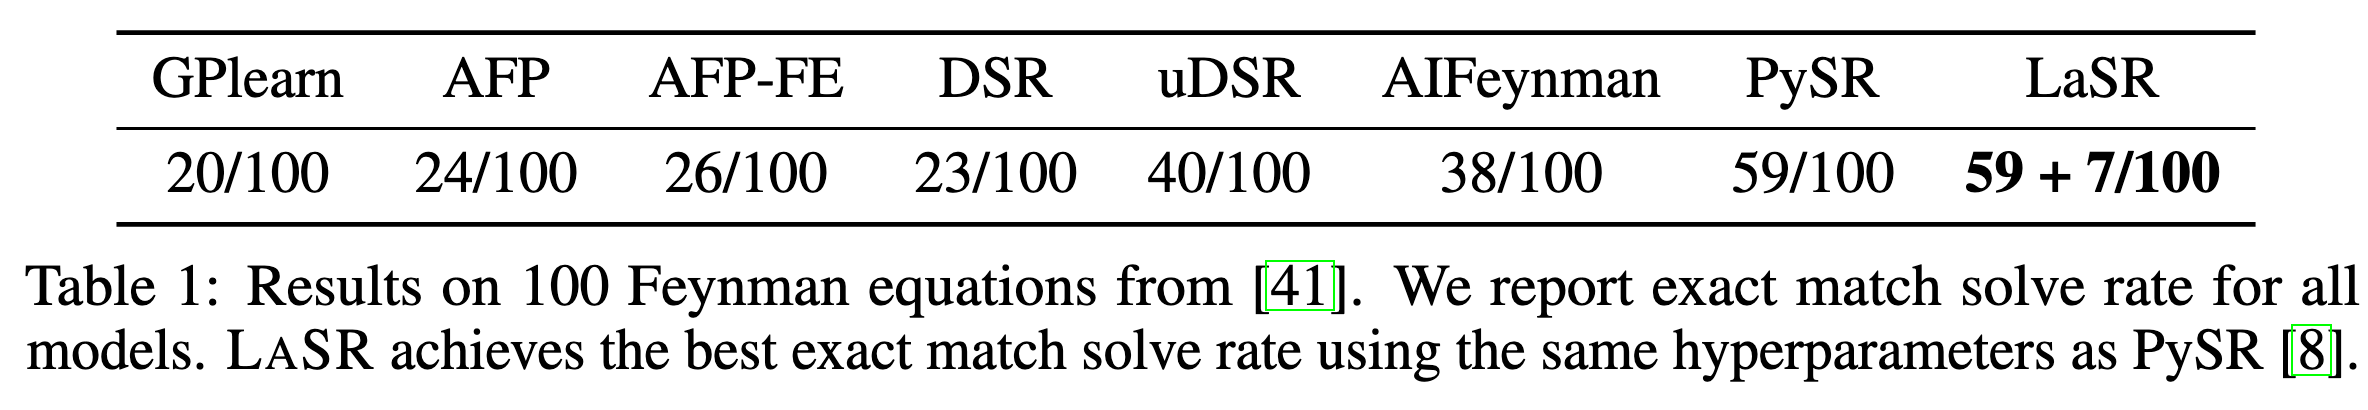 GPlearn AFP AFP-FE DSR uDSR AIFeynman PySR LaSR
20/100 24/100 26/100 23/100 40/100 38/100 59/100 59 + 7/100
Table 1: Results on 100 Feynman equations from [41]. We report exact match solve rate for all
models. LASR achieves the best exact match solve rate using the same hyperparameters as PySR [8].